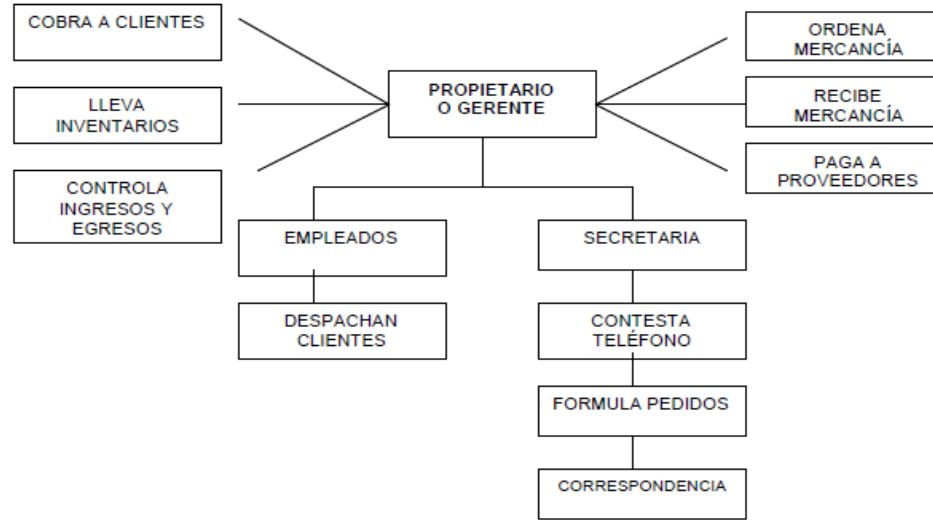 COBRA A CLIENTES
LLEVA
INVENTARIOS
CONTROLA
INGRESOS Y
EGRESOS
PROPIETARIO
O GERENTE
ORDENA
MERCANCÍA
RECIBE
MERCANCÍA
PAGA A
PROVEEDORES
EMPLEADOS
DESPACHAN
CLIENTES
SECRETARIA
CONTESTA
TELÉFONO
FORMULA PEDIDOS
CORRESPONDENCIA